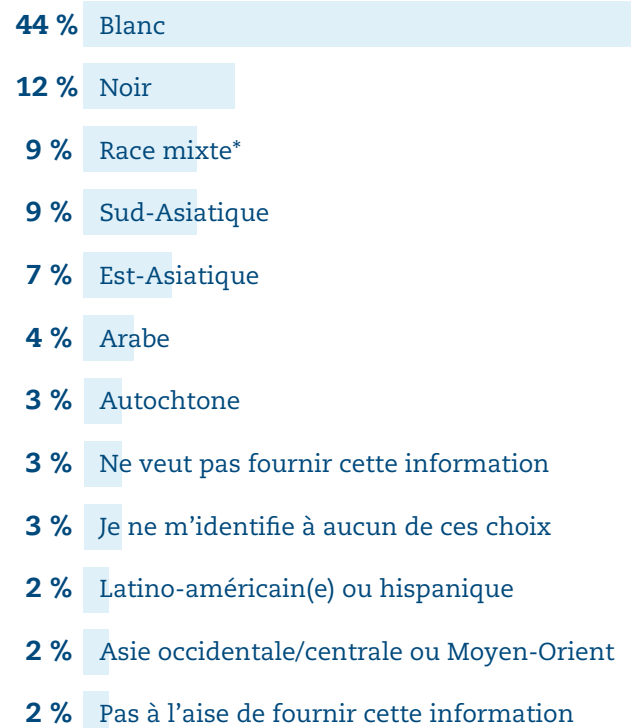 44 % Blanc
12 % Noir
9 % Race mixte*
9 % Sud-Asiatique
7 % Est-Asiatique
4 % Arabe
3 % Autochtone
3 % Ne veut pas fournir cette information
3 % Je ne m’identifie à aucun de ces choix
2 % Latino-américain(e) ou hispanique
2 % Asie occidentale/centrale ou Moyen-Orient
2 % Pas à l’aise de fournir cette information